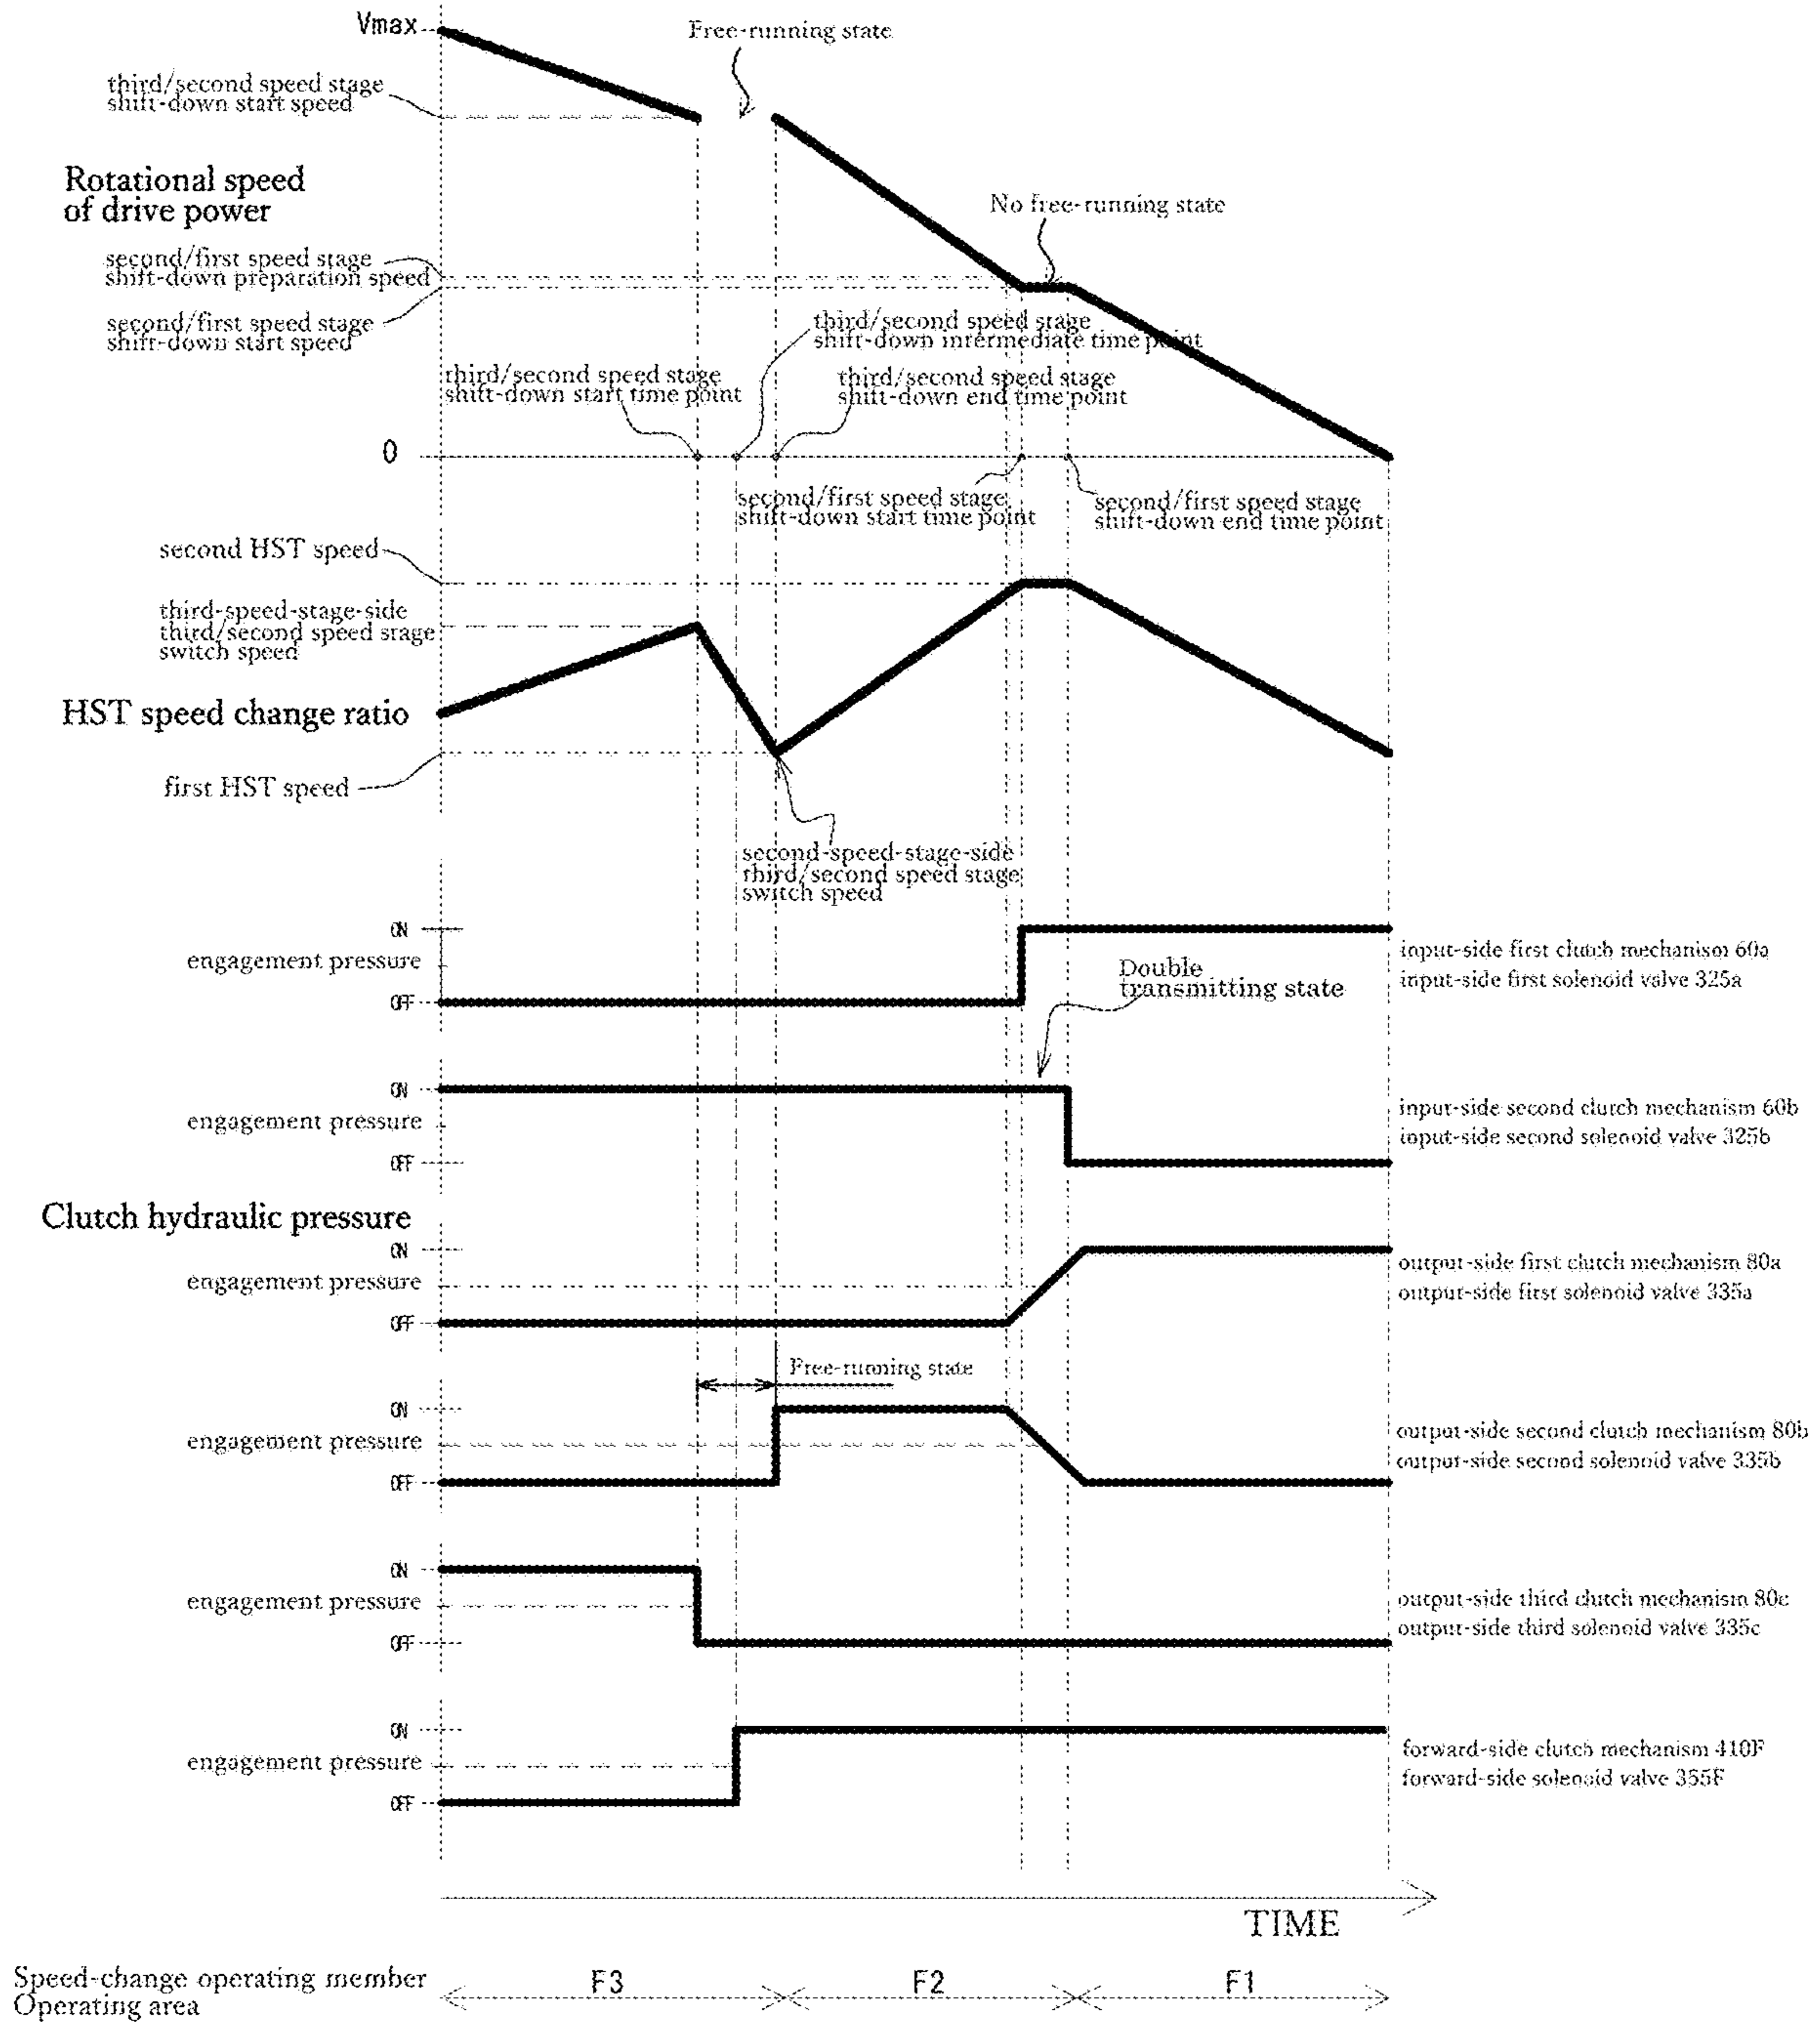 Vmax
Free-running state
third/second speed stage
shift-down start speed
Rotational speed
of drive power
No free-running state
second/first speed stage
shift-down preparation speed
second/first speed stage
shift-down start speed
third/second speed stage
shift-down intermediate time point
third/second speed stage
shift-down start time point
third/second speed stage
shift-down end time point
0
second/first speed stage
shift-down start time point
second/first speed stage
shift-down end time point
second HST speed
third-speed-stage-side
third/second speed stage
switch speed
HST speed change ratio
first HST speed
second-speed-stage-side
third/second speed stage
switch speed
ON
engagement pressure
OFF
input-side first clutch mechanism 60a
input-side first solenoid valve 325a
Double
transmitting state
ON
engagement pressure
OFF
input-side second clutch mechanism 60b
input-side second solenoid valve 325b
Clutch hydraulic pressure
ON
engagement pressure
OFF
output-side first clutch mechanism 80a
output-side first solenoid valve 335a
Free-running state
ON
engagement pressure
OFF
output-side second clutch mechanism 80b
output-side second solenoid valve 335b
ON
engagement pressure
OFF
output-side third clutch mechanism 80c
output-side third solenoid valve 335c
ON
engagement pressure
OFF
forward-side clutch mechanism 410F
forward-side solenoid valve 355F
TIME
Speed-change operating member
Operating area
F3
F2
F1